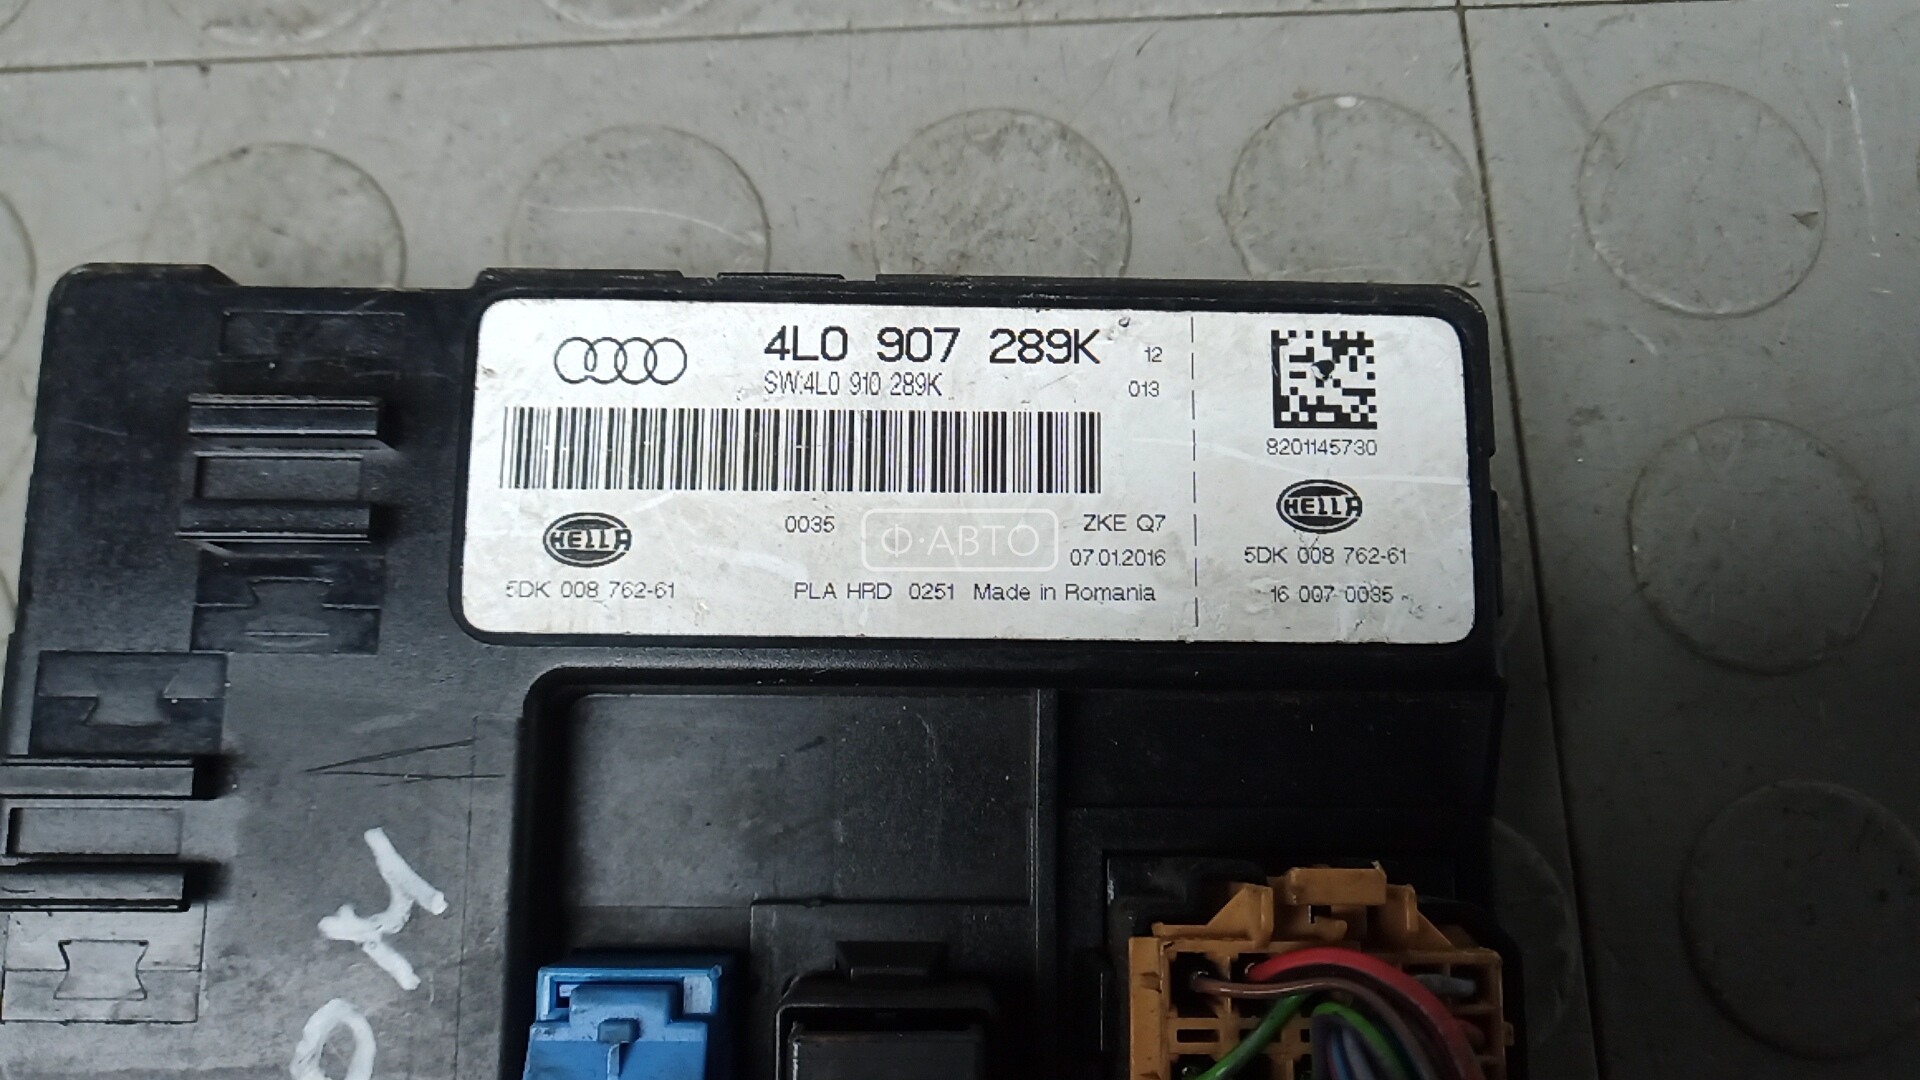 4L0 907 289K
12
SW:4L0 910 289K
013
8201145730
HELLA
0035
Ф·АВТО
ZKE Q7
07.01.2016
HELLA
5DK 008 762-61
5DK 008 762-61
PLA HRD 0251 Made in Romania
16 007 0035